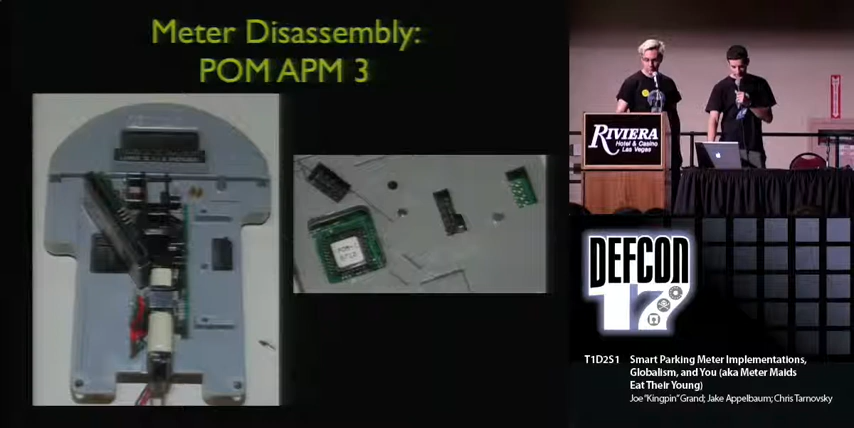 Meter Disassembly:
POM APM 3
RIVIERA
Hotel & Casino
Las Vegas
DEFCON
17
T1D2S1 Smart Parking Meter Implementations,
Globalism, and You (aka Meter Maids
Eat Their Young)
Joe "Kingpin" Grand; Jake Appelbaum; Chris Tarnovsky